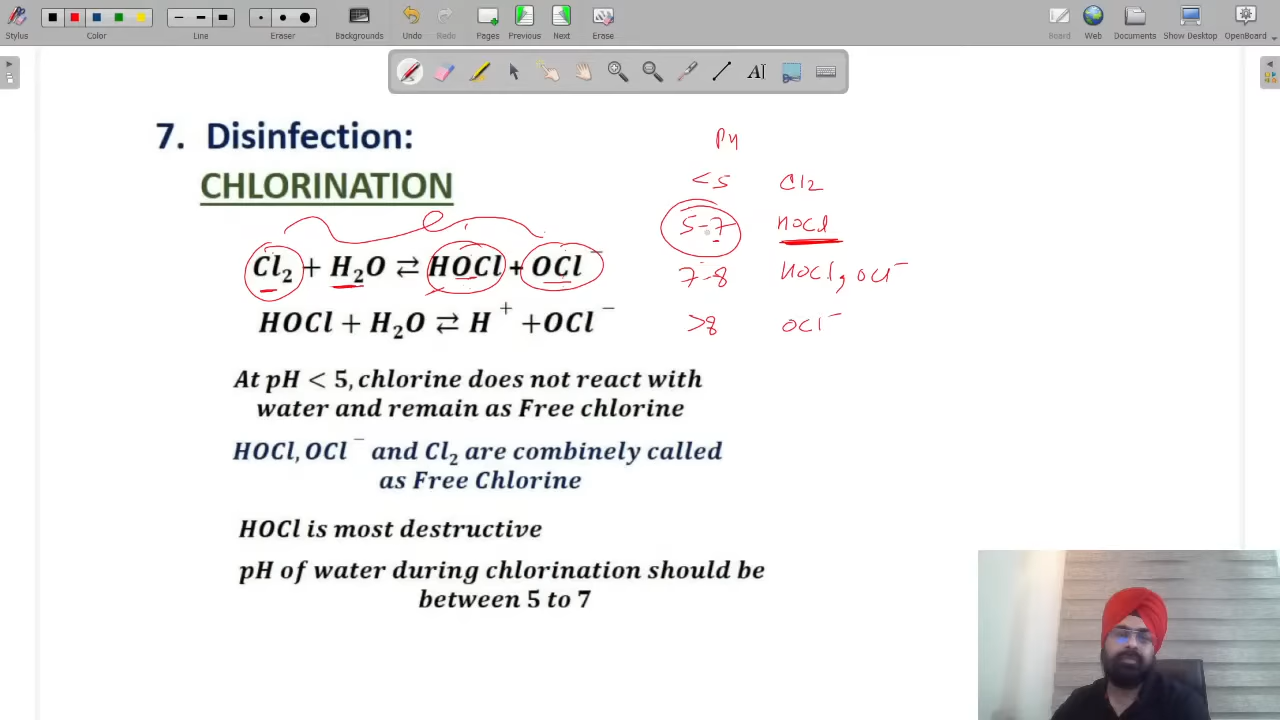 Stylus Color Line Eraser Backgrounds Undo Redo Pages Previous Next Erase Board Web Documents Show Desktop OpenBoard
7. Disinfection:
CHLORINATION
Cl₂ + H₂O ⇄ HOCl + OCl⁻
HOCl + H₂O ⇄ H⁺ + OCl⁻
At pH < 5, chlorine does not react with
water and remain as Free chlorine
HOCl, OCl⁻ and Cl₂ are combinely called
as Free Chlorine
HOCl is most destructive
pH of water during chlorination should be
between 5 to 7
PH
<5 Cl2
5-7 HOCl
7-8 HOCl, OCl⁻
>8 OCl⁻